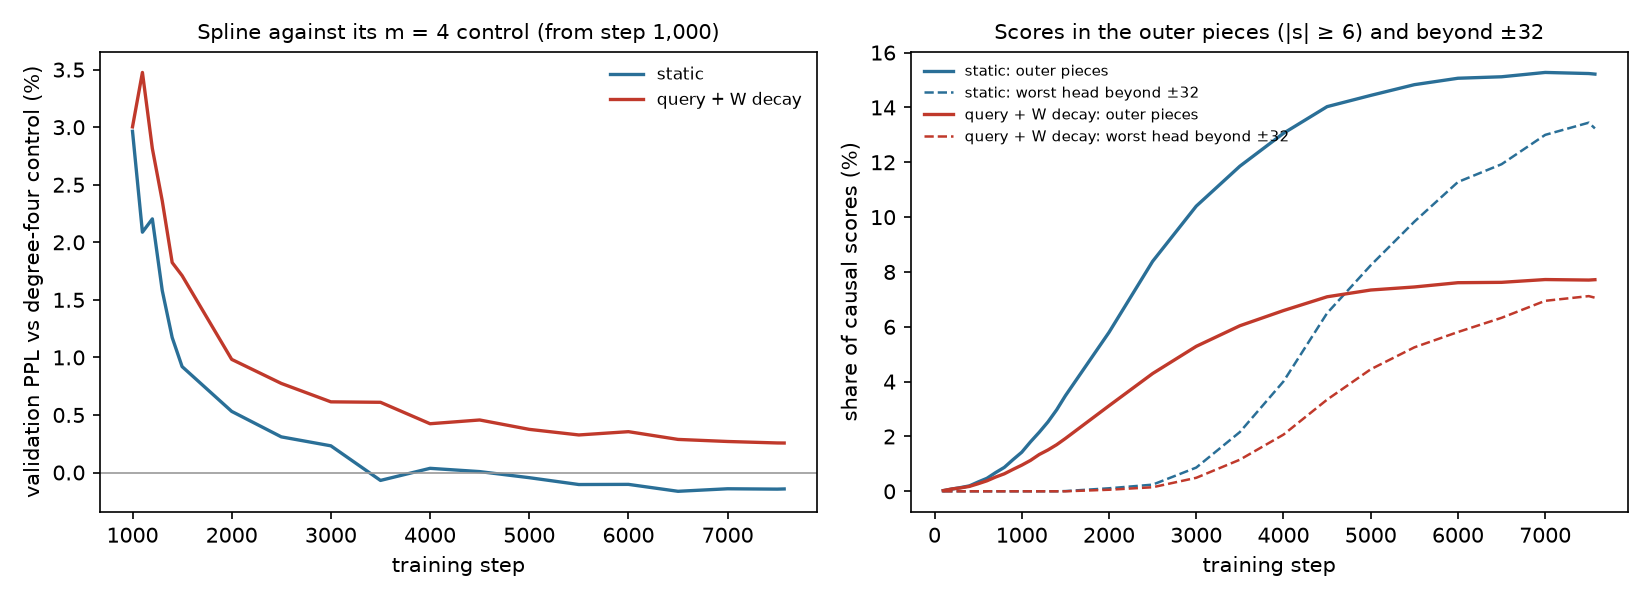 Spline against its m = 4 control (from step 1,000)
validation PPL vs degree-four control (%)
3.5
3.0
2.5
2.0
1.5
1.0
0.5
0.0
static
query + W decay
1000 2000 3000 4000 5000 6000 7000
training step
Scores in the outer pieces (|s| ≥ 6) and beyond ±32
share of causal scores (%)
16
14
12
10
8
6
4
2
0
static: outer pieces
static: worst head beyond ±32
query + W decay: outer pieces
query + W decay: worst head beyond ±32
0 1000 2000 3000 4000 5000 6000 7000
training step